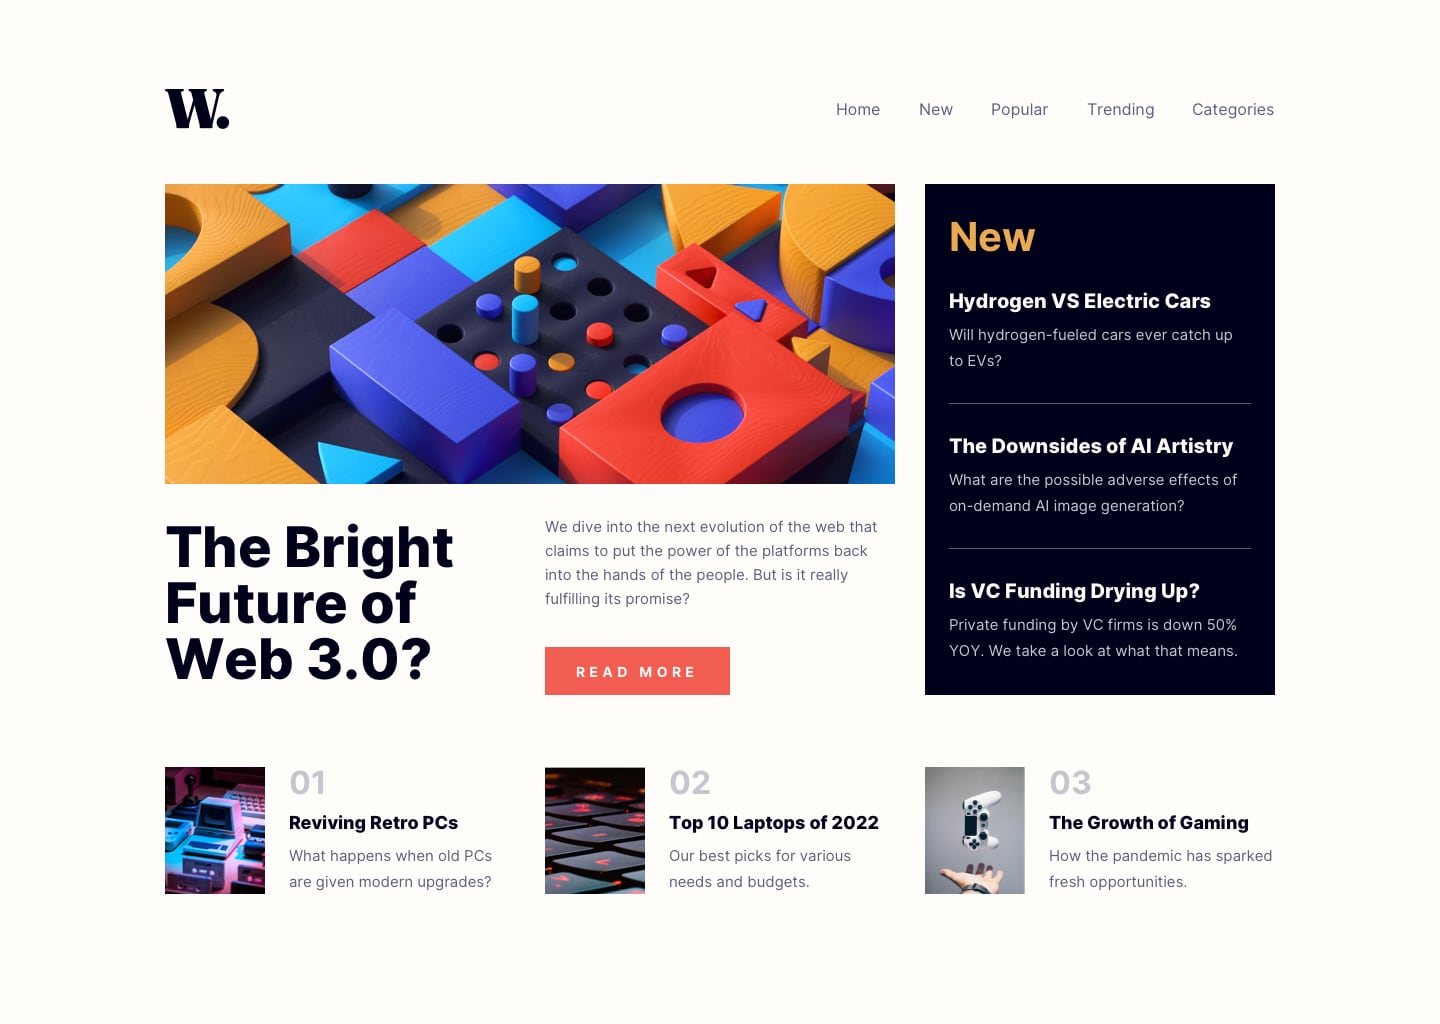 W.
Home New Popular Trending Categories
New
Hydrogen VS Electric Cars
Will hydrogen-fueled cars ever catch up
to EVs?
The Downsides of AI Artistry
What are the possible adverse effects of
on-demand AI image generation?
Is VC Funding Drying Up?
Private funding by VC firms is down 50%
YOY. We take a look at what that means.
The Bright
Future of
Web 3.0?
We dive into the next evolution of the web that
claims to put the power of the platforms back
into the hands of the people. But is it really
fulfilling its promise?
READ MORE
01
Reviving Retro PCs
What happens when old PCs
are given modern upgrades?
02
Top 10 Laptops of 2022
Our best picks for various
needs and budgets.
03
The Growth of Gaming
How the pandemic has sparked
fresh opportunities.